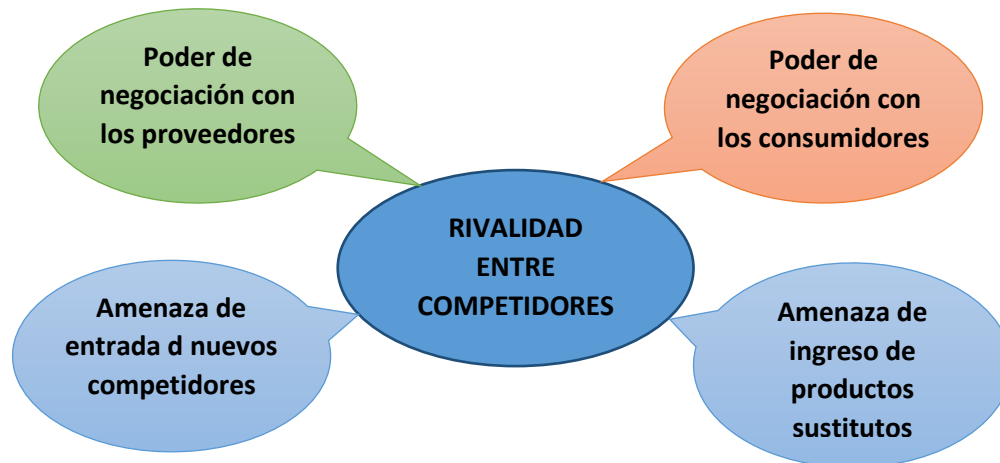 Poder de
negociación con
los proveedores
Poder de
negociación con
los consumidores
RIVALIDAD
ENTRE
COMPETIDORES
Amenaza de
entrada d nuevos
competidores
Amenaza de
ingreso de
productos
sustitutos